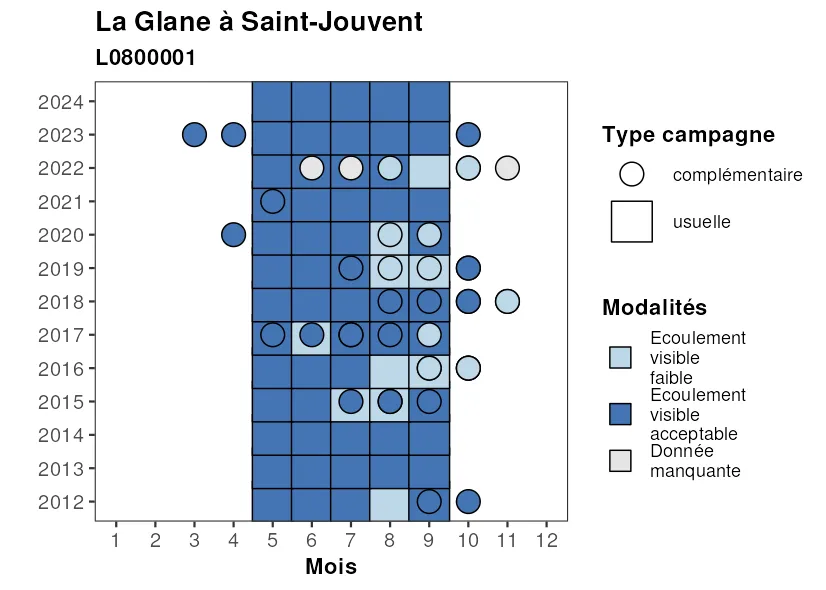 La Glane à Saint-Jouvent
L0800001
2024
2023
2022
2021
2020
2019
2018
2017
2016
2015
2014
2013
2012
1 2 3 4 5 6 7 8 9 10 11 12
Mois
Type campagne
complémentaire
usuelle
Modalités
Ecoulement
visible
faible
Ecoulement
visible
acceptable
Donnée
manquante